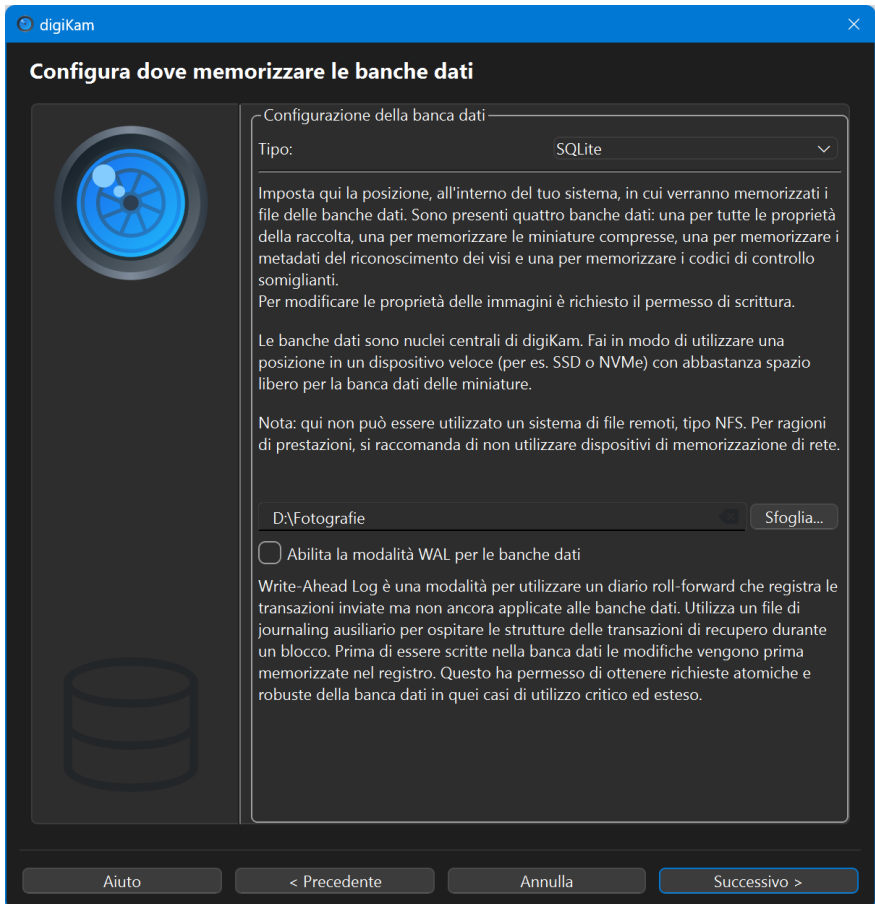 digiKam
Configura dove memorizzare le banche dati
Configurazione della banca dati
Tipo:
SQLite
Imposta qui la posizione, all'interno del tuo sistema, in cui verranno memorizzati i
file delle banche dati. Sono presenti quattro banche dati: una per tutte le proprietà
della raccolta, una per memorizzare le miniature compresse, una per memorizzare i
metadati del riconoscimento dei visi e una per memorizzare i codici di controllo
somiglianti.
Per modificare le proprietà delle immagini è richiesto il permesso di scrittura.
Le banche dati sono nuclei centrali di digiKam. Fai in modo di utilizzare una
posizione in un dispositivo veloce (per es. SSD o NVMe) con abbastanza spazio
libero per la banca dati delle miniature.
Nota: qui non può essere utilizzato un sistema di file remoti, tipo NFS. Per ragioni
di prestazioni, si raccomanda di non utilizzare dispositivi di memorizzazione di rete.
D:\Fotografie
Sfoglia...
Abilita la modalità WAL per le banche dati
Write-Ahead Log è una modalità per utilizzare un diario roll-forward che registra le
transazioni inviate ma non ancora applicate alle banche dati. Utilizza un file di
journaling ausiliario per ospitare le strutture delle transazioni di recupero durante
un blocco. Prima di essere scritte nella banca dati le modifiche vengono prima
memorizzate nel registro. Questo ha permesso di ottenere richieste atomiche e
robuste della banca dati in quei casi di utilizzo critico ed esteso.
Aiuto
< Precedente
Annulla
Successivo >